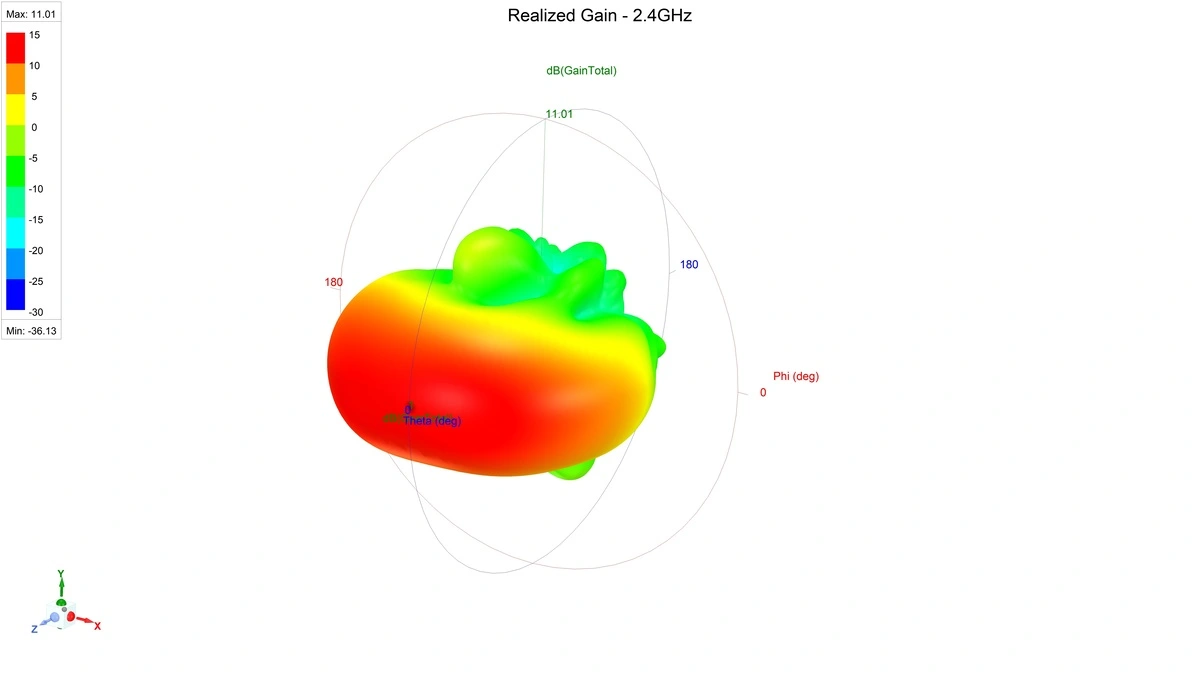 Realized Gain - 2.4GHz
Max: 11.01
15
10
5
0
-5
-10
-15
-20
-25
-30
Min: -36.13
dB(GainTotal)
11.01
180
180
Phi (deg)
0
0
Theta (deg)
Y
Z
X